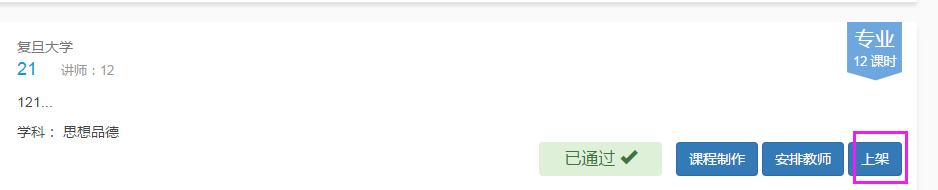 复旦大学
专业
21 讲师：12
12 课时
121...
学科： 思想品德
已通过 课程制作 安排教师 上架